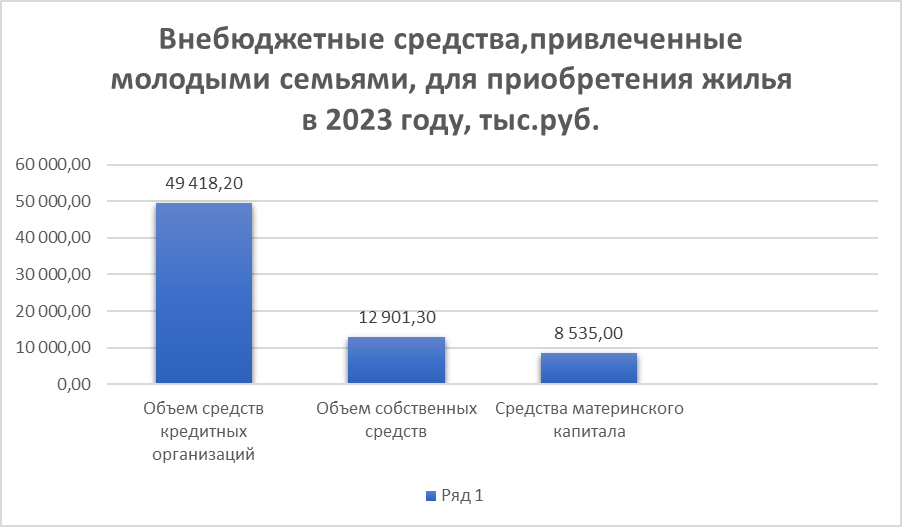 Внебюджетные средства,привлеченные
молодыми семьями, для приобретения жилья
в 2023 году, тыс.руб.
60 000,00
50 000,00
40 000,00
30 000,00
20 000,00
10 000,00
0,00
49 418,20
12 901,30
8 535,00
Объем средств
кредитных
организаций
Объем собственных
средств
Средства материнского
капитала
Ряд 1